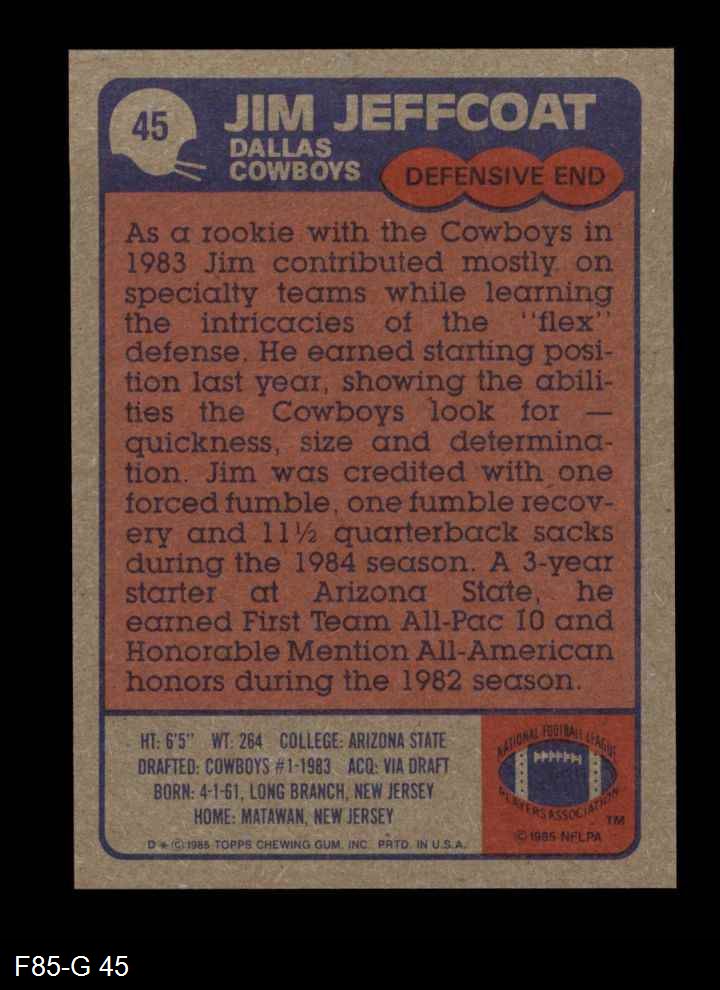 45
JIM JEFFCOAT
DALLAS
COWBOYS
DEFENSIVE END
As a rookie with the Cowboys in
1983 Jim contributed mostly on
specialty teams while learning
the intricacies of the "flex"
defense. He earned starting posi-
tion last year, showing the abili-
ties the Cowboys look for —
quickness, size and determina-
tion. Jim was credited with one
forced fumble, one fumble recov-
ery and 11½ quarterback sacks
during the 1984 season. A 3-year
starter at Arizona State, he
earned First Team All-Pac 10 and
Honorable Mention All-American
honors during the 1982 season.
HT: 6'5" WT: 264 COLLEGE: ARIZONA STATE
DRAFTED: COWBOYS #1-1983 ACQ: VIA DRAFT
BORN: 4-1-61, LONG BRANCH, NEW JERSEY
HOME: MATAWAN, NEW JERSEY
D * © 1985 TOPPS CHEWING GUM, INC. PRTD. IN U.S.A.
NATIONAL FOOTBALL LEAGUE
PLAYERS ASSOCIATION
TM
© 1985 NFLPA
F85-G 45